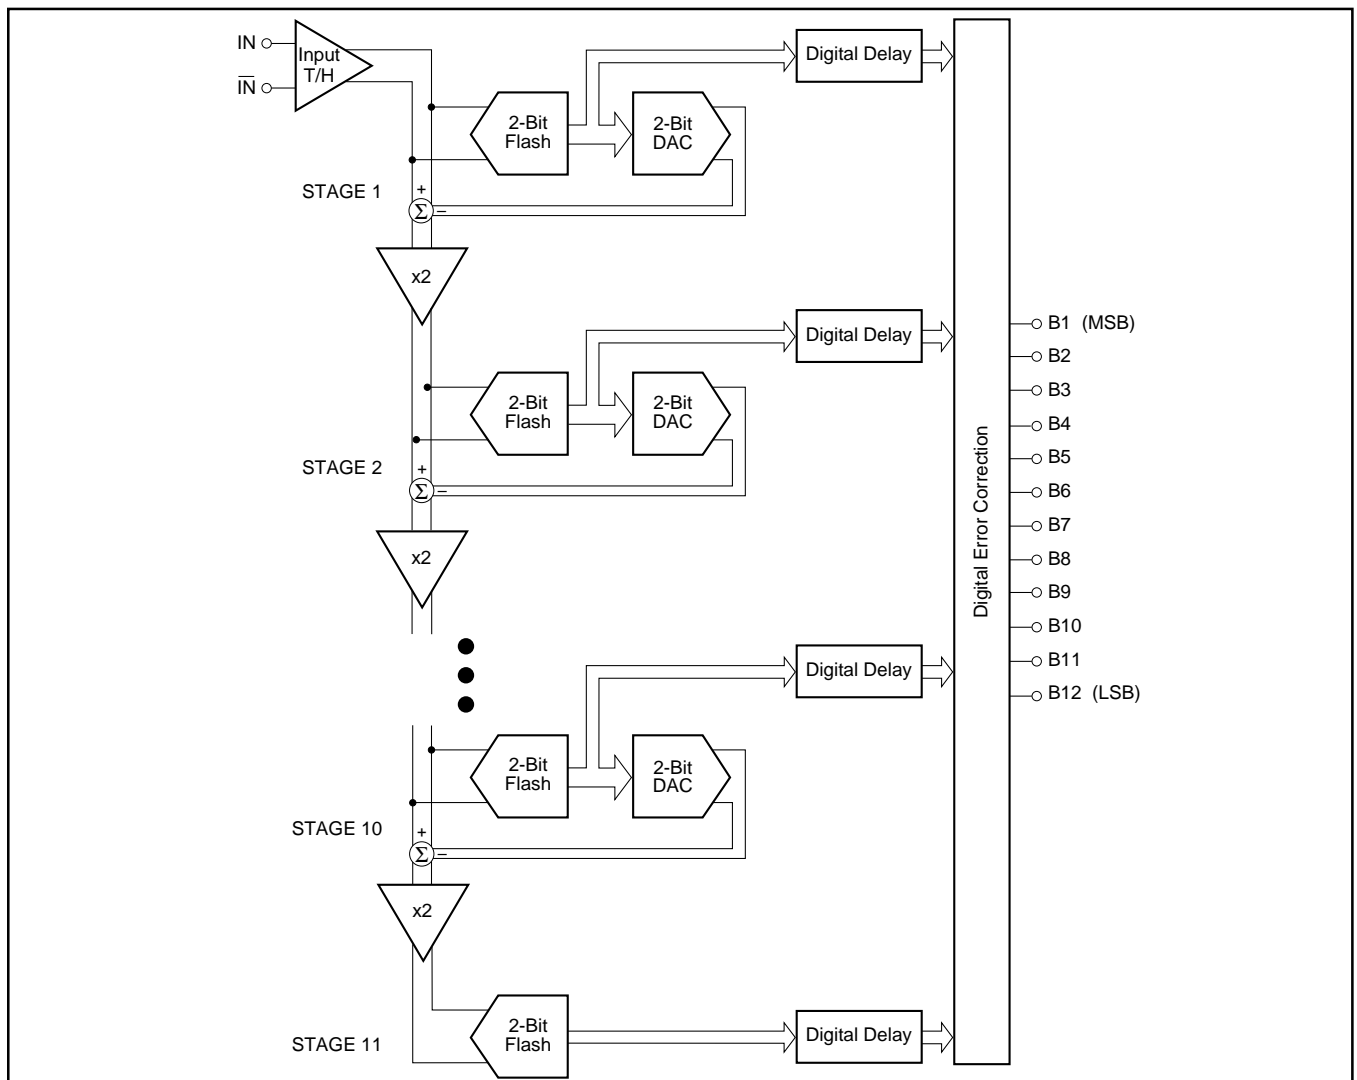 IN
Input
T/H
I̅N̅
Digital Delay
2-Bit
Flash
2-Bit
DAC
STAGE 1
+
Σ
–
x2
Digital Delay
2-Bit
Flash
2-Bit
DAC
STAGE 2
+
Σ
–
x2
Digital Delay
2-Bit
Flash
2-Bit
DAC
STAGE 10
+
Σ
–
x2
STAGE 11
2-Bit
Flash
Digital Delay
Digital Error Correction
B1 (MSB)
B2
B3
B4
B5
B6
B7
B8
B9
B10
B11
B12 (LSB)